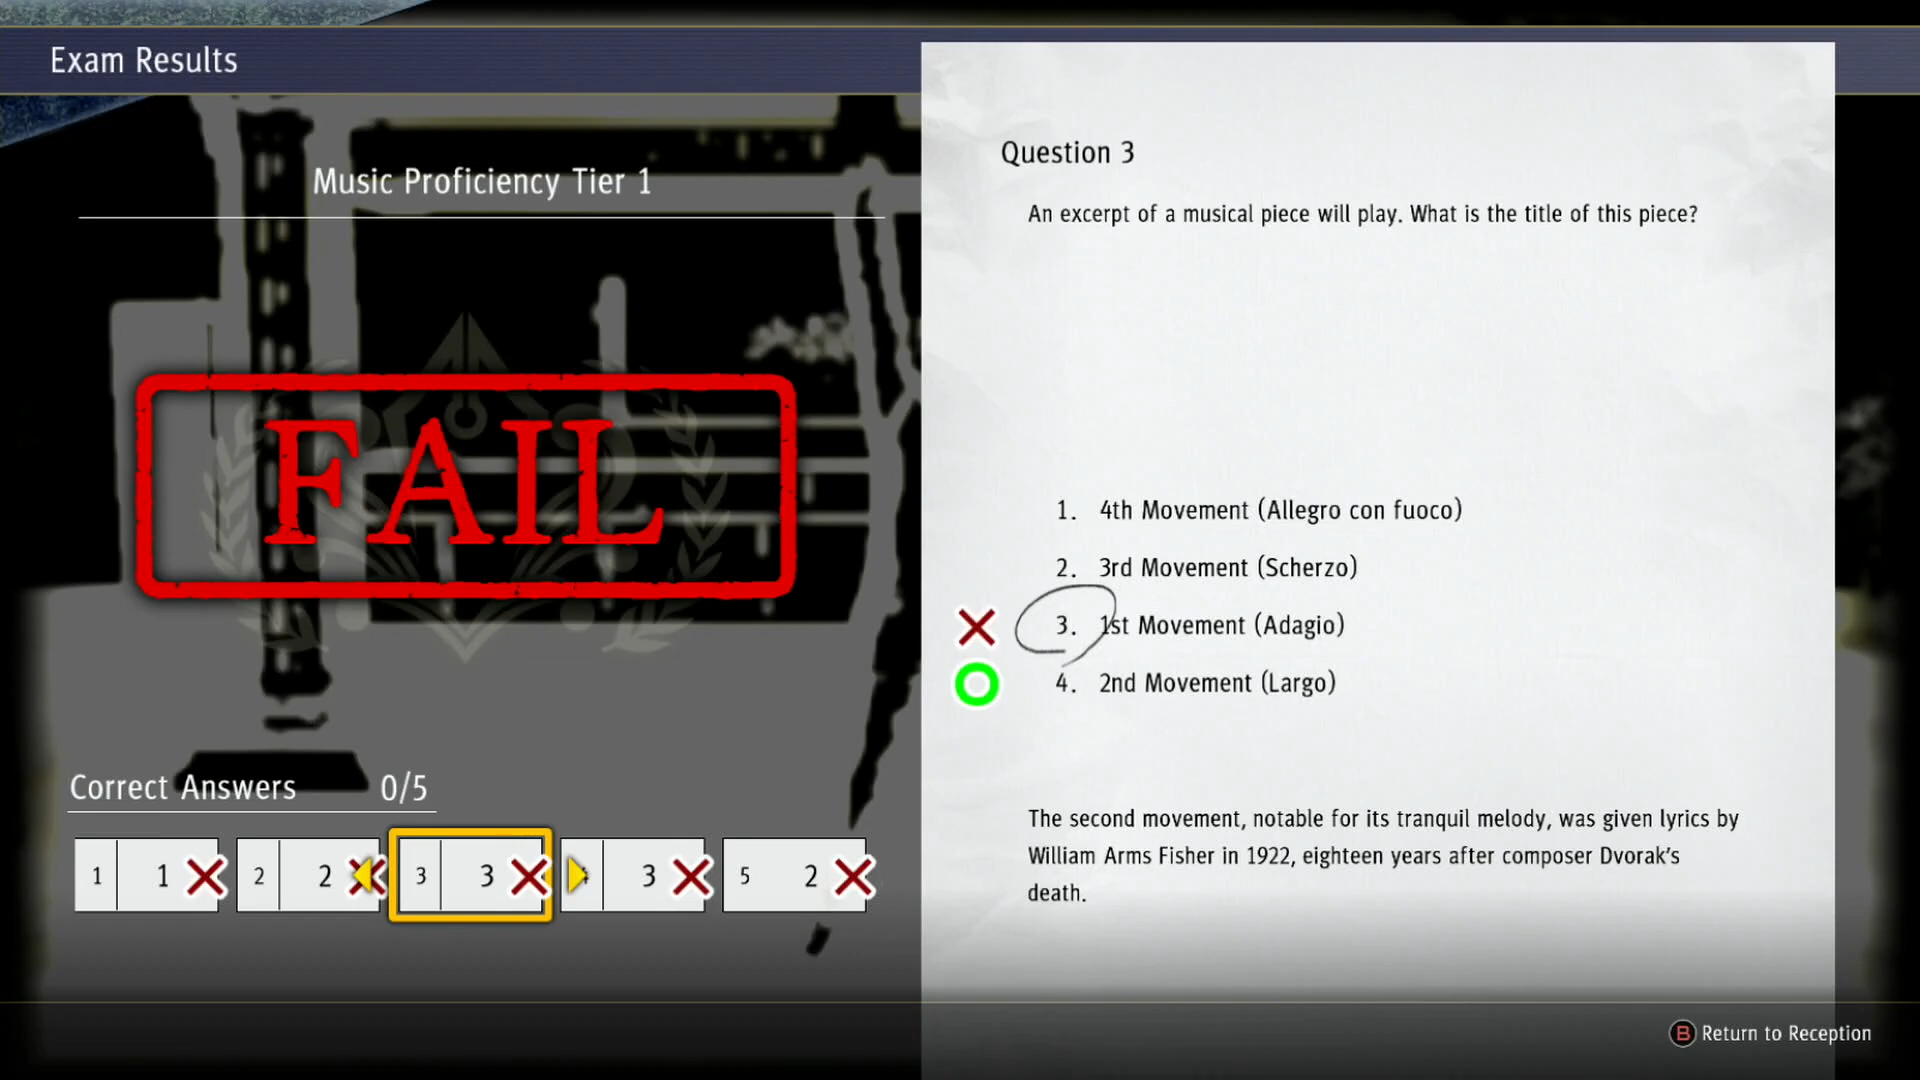 Exam Results
Music Proficiency Tier 1
FAIL
Correct Answers 0/5
1 1 2 2 3 3 3 5 2
Question 3
An excerpt of a musical piece will play. What is the title of this piece?
1. 4th Movement (Allegro con fuoco)
2. 3rd Movement (Scherzo)
3. 1st Movement (Adagio)
4. 2nd Movement (Largo)
The second movement, notable for its tranquil melody, was given lyrics by
William Arms Fisher in 1922, eighteen years after composer Dvorak's
death.
B Return to Reception